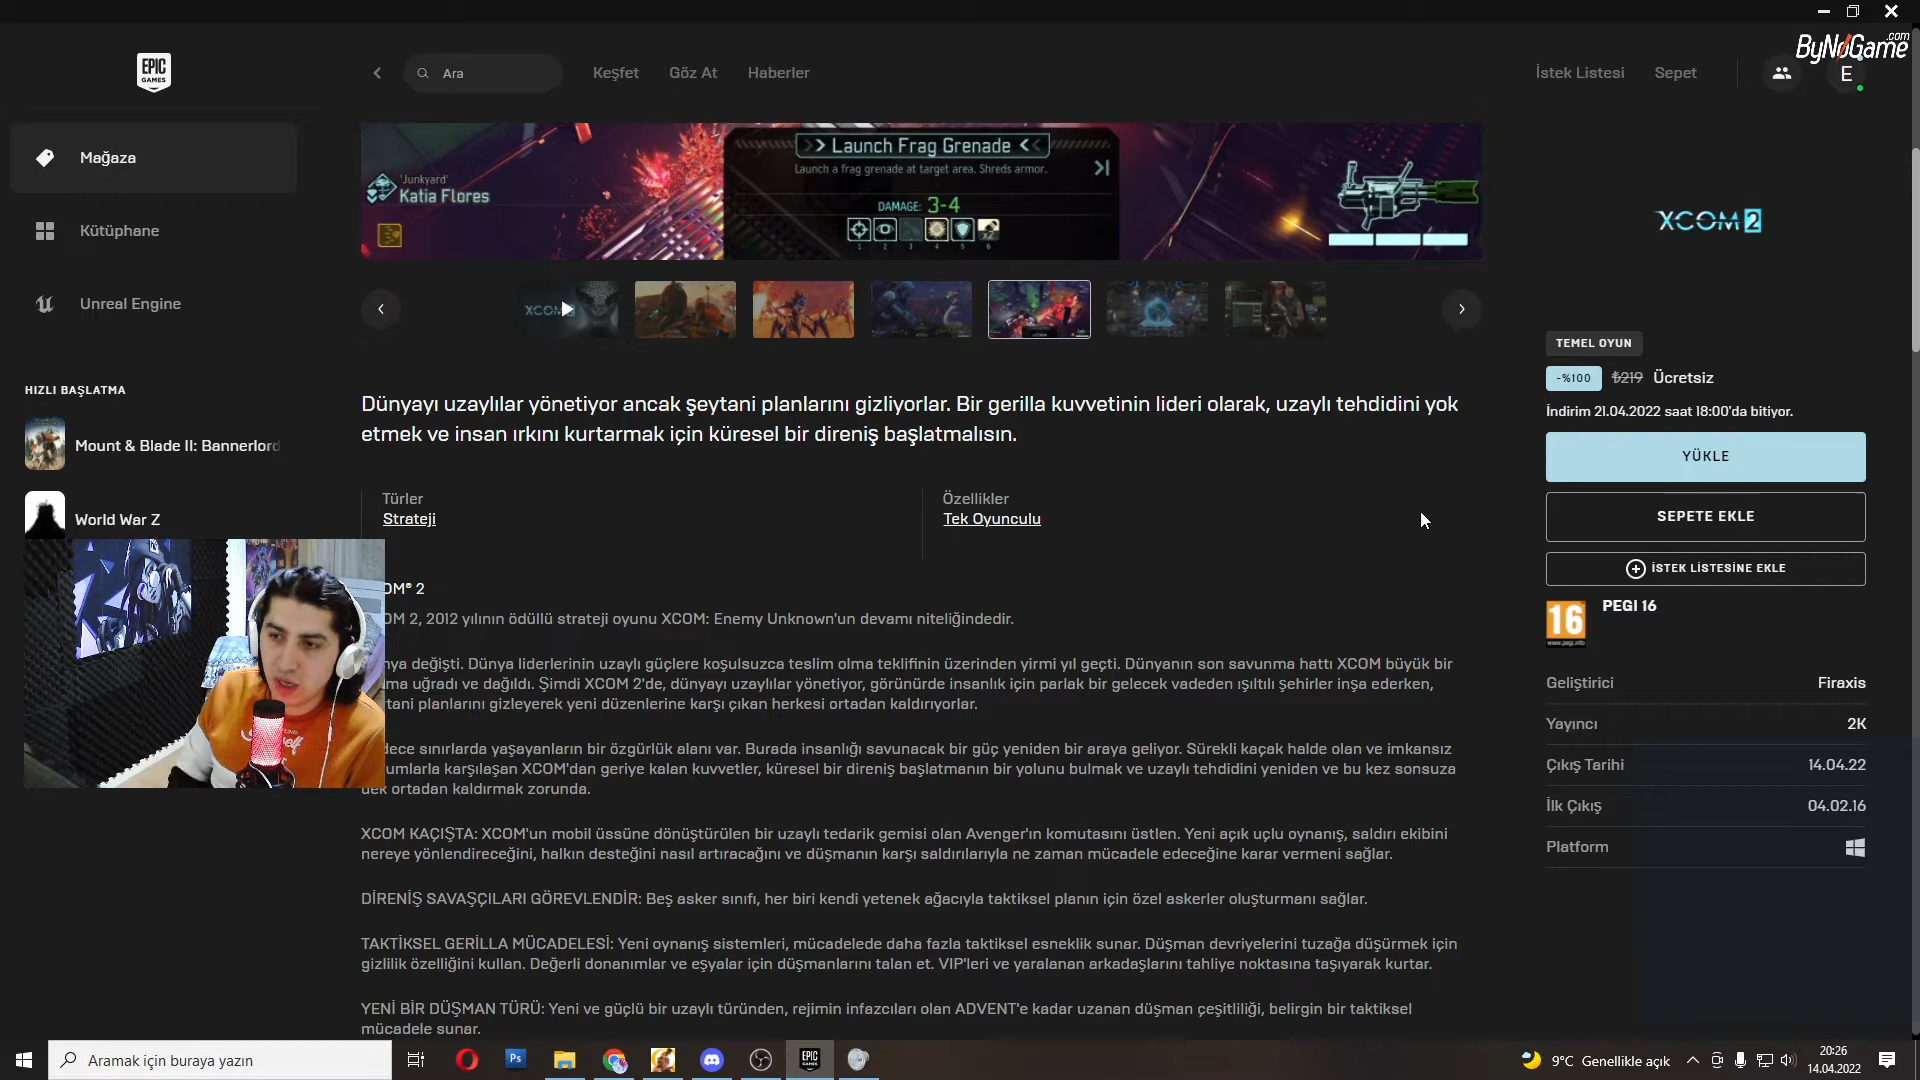 ByNoGame.com
EPIC GAMES
Ara
Keşfet
Göz At
Haberler
İstek Listesi
Sepet
E
Mağaza
Kütüphane
Unreal Engine
HIZLI BAŞLATMA
Mount & Blade II: Bannerlord
World War Z
'Junkyard'
Katia Flores
Launch Frag Grenade
Launch a frag grenade at target area. Shreds armor.
DAMAGE: 3-4
1 2 3 4 5 6
XCOM
XCOM 2
Dünyayı uzaylılar yönetiyor ancak şeytani planlarını gizliyorlar. Bir gerilla kuvvetinin lideri olarak, uzaylı tehdidini yok
etmek ve insan ırkını kurtarmak için küresel bir direniş başlatmalısın.
Türler
Strateji
Özellikler
Tek Oyunculu
OM® 2
OM 2, 2012 yılının ödüllü strateji oyunu XCOM: Enemy Unknown'un devamı niteliğindedir.
nya değişti. Dünya liderlerinin uzaylı güçlere koşulsuzca teslim olma teklifinin üzerinden yirmi yıl geçti. Dünyanın son savunma hattı XCOM büyük bir
ama uğradı ve dağıldı. Şimdi XCOM 2'de, dünyayı uzaylılar yönetiyor, görünürde insanlık için parlak bir gelecek vadeden ışıltılı şehirler inşa ederken,
tani planlarını gizleyerek yeni düzenlerine karşı çıkan herkesi ortadan kaldırıyorlar.
dece sınırlarda yaşayanların bir özgürlük alanı var. Burada insanlığı savunacak bir güç yeniden bir araya geliyor. Sürekli kaçak halde olan ve imkansız
umlarla karşılaşan XCOM'dan geriye kalan kuvvetler, küresel bir direniş başlatmanın bir yolunu bulmak ve uzaylı tehdidini yeniden ve bu kez sonsuza
dek ortadan kaldırmak zorunda.
XCOM KAÇIŞTA: XCOM'un mobil üssüne dönüştürülen bir uzaylı tedarik gemisi olan Avenger'ın komutasını üstlen. Yeni açık uçlu oynanış, saldırı ekibini
nereye yönlendireceğini, halkın desteğini nasıl artıracağını ve düşmanın karşı saldırılarıyla ne zaman mücadele edeceğine karar vermeni sağlar.
DİRENİŞ SAVAŞÇILARI GÖREVLENDİR: Beş asker sınıfı, her biri kendi yetenek ağacıyla taktiksel planın için özel askerler oluşturmanı sağlar.
TAKTİKSEL GERİLLA MÜCADELESİ: Yeni oynanış sistemleri, mücadelede daha fazla taktiksel esneklik sunar. Düşman devriyelerini tuzağa düşürmek için
gizlilik özelliğini kullan. Değerli donanımlar ve eşyalar için düşmanlarını talan et. VIP'leri ve yaralanan arkadaşlarını tahliye noktasına taşıyarak kurtar.
YENİ BİR DÜŞMAN TÜRÜ: Yeni ve güçlü bir uzaylı türünden, rejimin infazcıları olan ADVENT'e kadar uzanan düşman çeşitliliği, belirgin bir taktiksel
mücadele sunar.
TEMEL OYUN
-%100 ₺219 Ücretsiz
İndirim 21.04.2022 saat 18:00'da bitiyor.
YÜKLE
SEPETE EKLE
İSTEK LİSTESİNE EKLE
16
www.pegi.info
PEGI 16
Geliştirici
Firaxis
Yayıncı
2K
Çıkış Tarihi
14.04.22
İlk Çıkış
04.02.16
Platform
Aramak için buraya yazın
Ps
EPIC GAMES
9°C Genellikle açık
20:26
14.04.2022